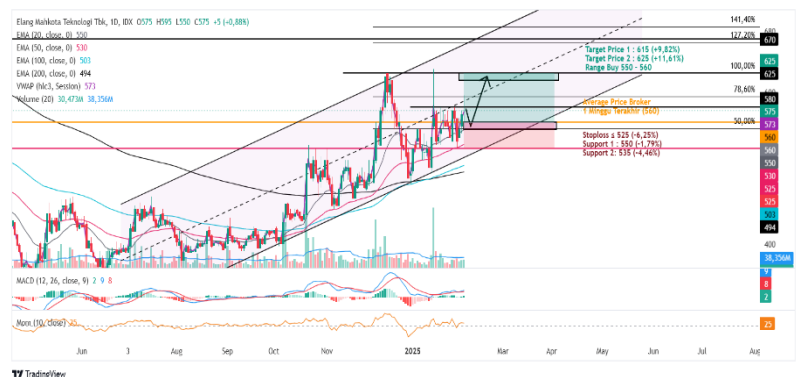 Elang Mahkota Teknologi Tbk, 1D, IDX O575 H595 L550 C575 +5 (+0,88%)
EMA (20, close, 0) 550
EMA (50, close, 0) 530
EMA (100, close, 0) 503
EMA (200, close, 0) 494
VWAP (hlc3, Session) 573
Volume (20) 30,473M 38,356M
141,40%
127,20%
100,00%
78,60%
50,00%
Target Price 1 : 615 (+9,82%)
Target Price 2 : 625 (+11,61%)
Range Buy 550 - 560
Average Price Broker
1 Minggu Terakhir (560)
Stoploss ≤ 525 (-6,25%)
Support 1 : 550 (-1,79%)
Support 2: 535 (-4,46%)
680
670
625
625
580
575
573
560
560
550
530
525
525
503
494
400
38,356M
MACD (12, 26, close, 9) 2 9 8
9
8
2
Mom (10, close) 25
25
Jun
3
Aug
Sep
Oct
Nov
2025
Mar
Apr
May
Jun
Jul
Aug
TradingView